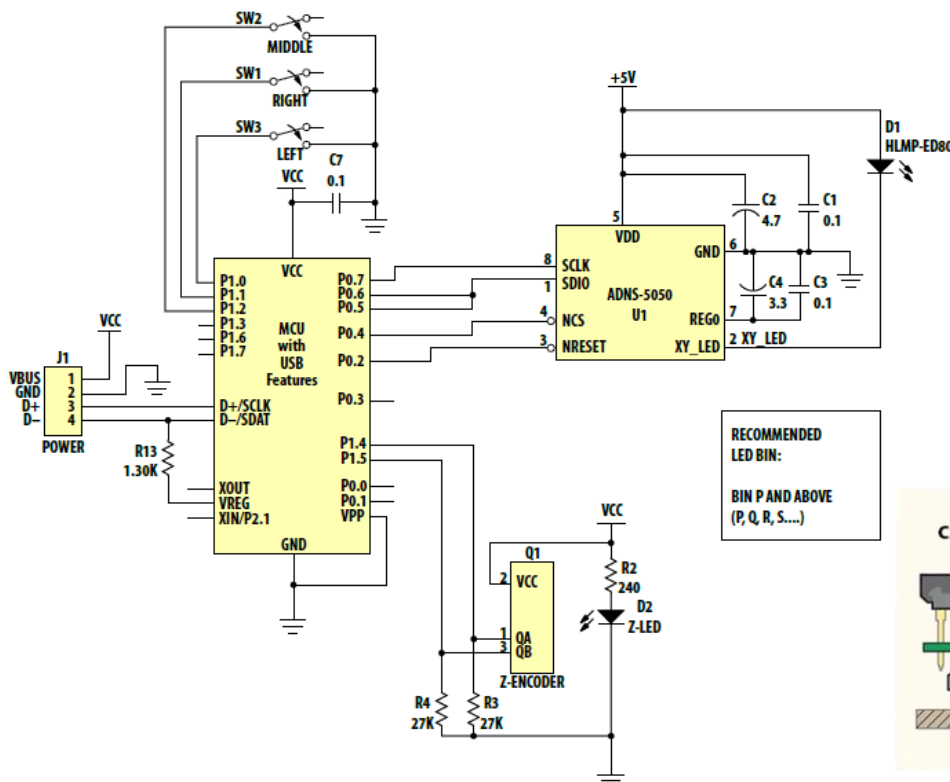 SW2
MIDDLE
SW1
RIGHT
SW3
LEFT
C7
0.1
VCC
VCC
P1.0
P1.1
P1.2
P1.3
P1.6
P1.7
MCU
with
USB
Features
P0.7
P0.6
P0.5
P0.4
P0.2
P0.3
P1.4
P1.5
P0.0
P0.1
VPP
D+/SCLK
D−/SDAT
XOUT
VREG
XIN/P2.1
GND
VCC
J1
VBUS 1
GND 2
D+ 3
D− 4
POWER
R13
1.30K
+5V
D1
HLMP-ED80
C2
4.7
C1
0.1
5
VDD
GND 6
8 SCLK
1 SDIO
ADNS-5050
U1
4 NCS
3 NRESET
C4
3.3
C3
0.1
REG0 7
XY_LED 2 XY_LED
RECOMMENDED
LED BIN:
BIN P AND ABOVE
(P, Q, R, S....)
VCC
Q1
2 VCC
1 QA
3 QB
Z-ENCODER
R2
240
D2
Z-LED
R4
27K
R3
27K